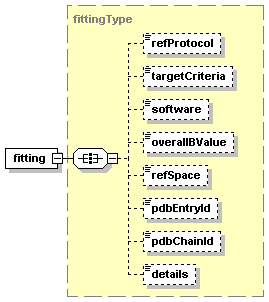 fittingType
refProtocol
targetCriteria
software
overallBValue
fitting
refSpace
pdbEntryId
pdbChainId
details